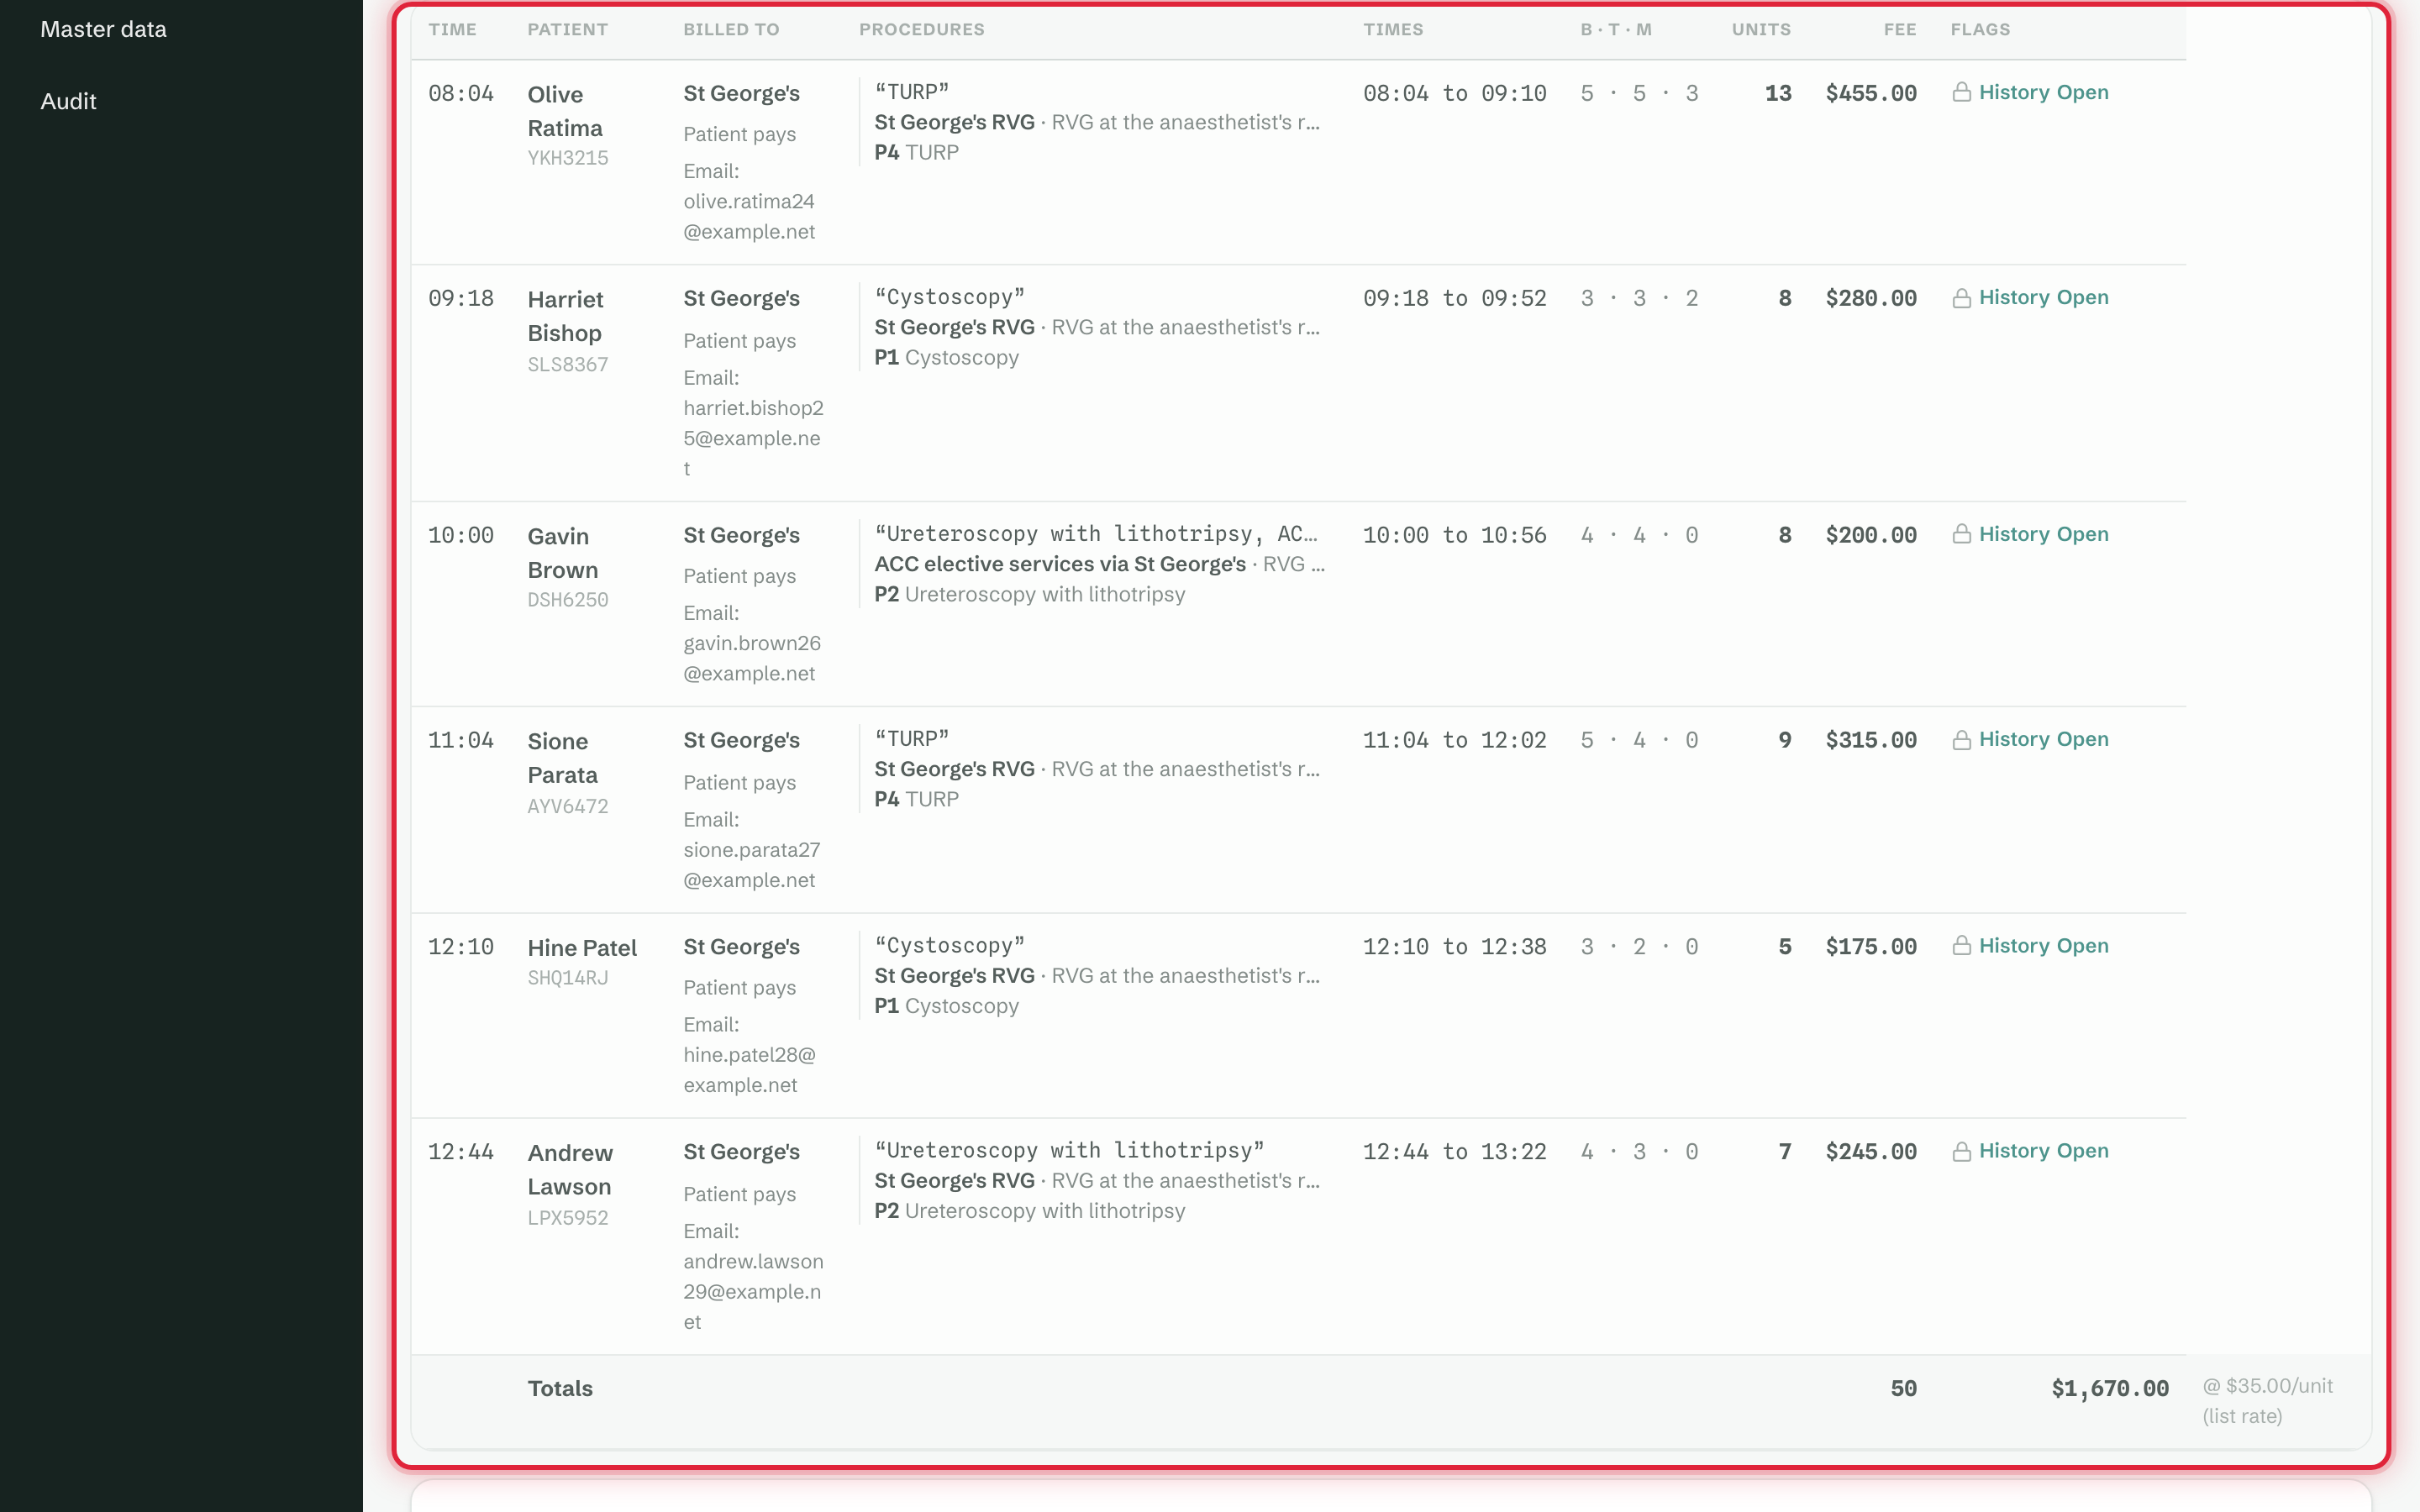 Master data
Audit
TIME PATIENT BILLED TO PROCEDURES TIMES B · T · M UNITS FEE FLAGS
08:04 Olive Ratima YKH3215 St George's “TURP” 08:04 to 09:10 5 · 5 · 3 13 $455.00 History Open
Patient pays St George's RVG · RVG at the anaesthetist's r...
Email: P4 TURP
olive.ratima24
@example.net
09:18 Harriet Bishop SLS8367 St George's “Cystoscopy” 09:18 to 09:52 3 · 3 · 2 8 $280.00 History Open
Patient pays St George's RVG · RVG at the anaesthetist's r...
Email: P1 Cystoscopy
harriet.bishop2
5@example.ne
t
10:00 Gavin Brown DSH6250 St George's “Ureteroscopy with lithotripsy, AC... 10:00 to 10:56 4 · 4 · 0 8 $200.00 History Open
Patient pays ACC elective services via St George's · RVG ...
Email: P2 Ureteroscopy with lithotripsy
gavin.brown26
@example.net
11:04 Sione Parata AYV6472 St George's “TURP” 11:04 to 12:02 5 · 4 · 0 9 $315.00 History Open
Patient pays St George's RVG · RVG at the anaesthetist's r...
Email: P4 TURP
sione.parata27
@example.net
12:10 Hine Patel SHQ14RJ St George's “Cystoscopy” 12:10 to 12:38 3 · 2 · 0 5 $175.00 History Open
Patient pays St George's RVG · RVG at the anaesthetist's r...
Email: P1 Cystoscopy
hine.patel28@
example.net
12:44 Andrew Lawson LPX5952 St George's “Ureteroscopy with lithotripsy” 12:44 to 13:22 4 · 3 · 0 7 $245.00 History Open
Patient pays St George's RVG · RVG at the anaesthetist's r...
Email: P2 Ureteroscopy with lithotripsy
andrew.lawson
29@example.n
et
Totals 50 $1,670.00 @ $35.00/unit
(list rate)